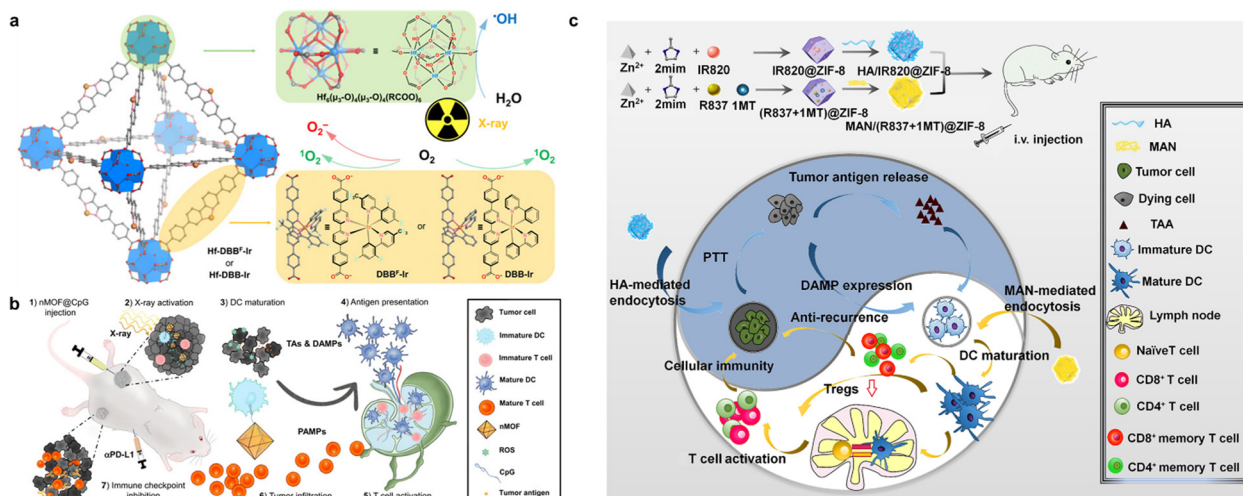 a
•OH
Hf₆(μ₃-O)₄(μ₃-O)₄(RCOO)₆
H₂O
X-ray
O₂⁻
¹O₂
O₂
¹O₂
Hf-DBBᶠ-Ir
or
Hf-DBB-Ir
DBBᶠ-Ir
or
DBB-Ir
b
1) nMOF@CpG
injection
2) X-ray activation
3) DC maturation
4) Antigen presentation
X-ray
TAs & DAMPs
PAMPs
αPD-L1
7) Immune checkpoint
inhibition
6) Tumor infiltration
5) T cell activation
Tumor cell
Immature DC
Immature T cell
Mature DC
Mature T cell
nMOF
ROS
CpG
Tumor antigen
c
Zn²⁺ + 2mim + IR820
IR820@ZIF-8
HA/IR820@ZIF-8
Zn²⁺ + 2mim + R837 1MT
(R837+1MT)@ZIF-8
MAN/(R837+1MT)@ZIF-8
i.v. injection
Tumor antigen release
PTT
HA-mediated
endocytosis
DAMP expression
MAN-mediated
endocytosis
Anti-recurrence
DC maturation
Cellular immunity
Tregs
T cell activation
HA
MAN
Tumor cell
Dying cell
TAA
Immature DC
Mature DC
Lymph node
NaïveT cell
CD8⁺ T cell
CD4⁺ T cell
CD8⁺ memory T cell
CD4⁺ memory T cell